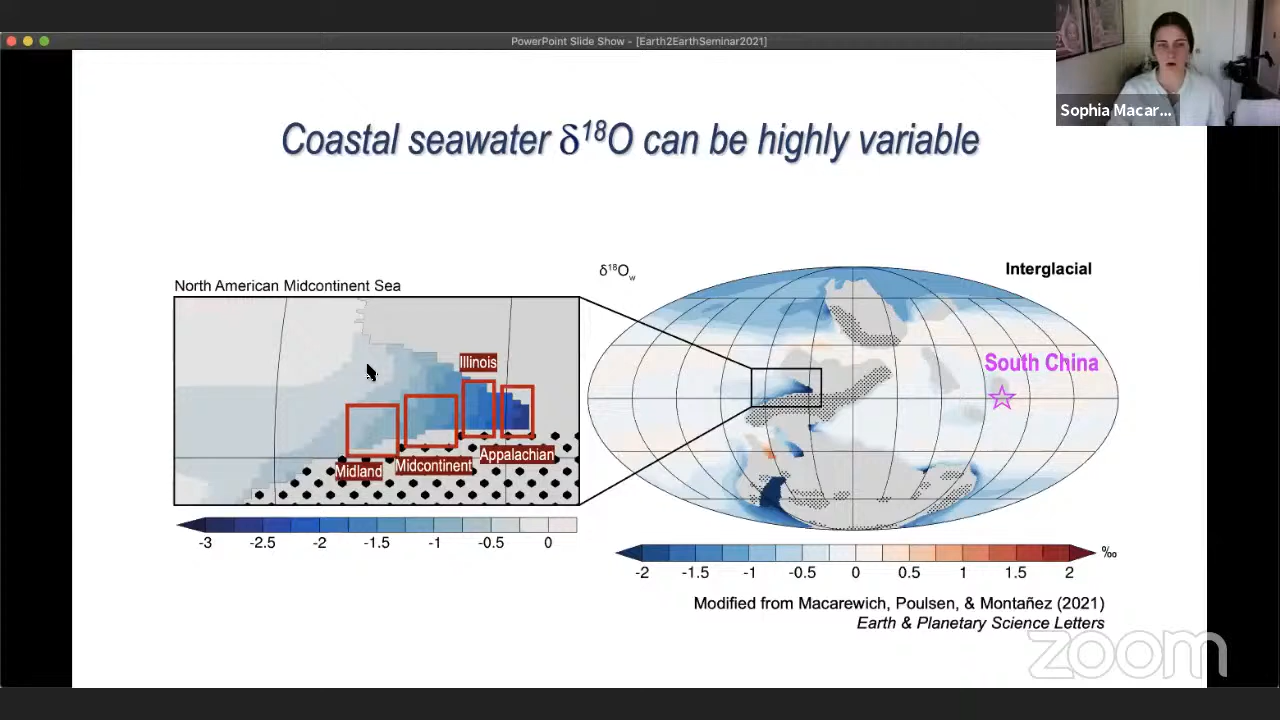 PowerPoint Slide Show - [Earth2EarthSeminar2021]
Sophia Macar...
Coastal seawater δ¹⁸O can be highly variable
North American Midcontinent Sea
δ¹⁸Ow
Interglacial
South China
Illinois
Midland
Midcontinent
Appalachian
-3 -2.5 -2 -1.5 -1 -0.5 0
-2 -1.5 -1 -0.5 0 0.5 1 1.5 2 ‰
Modified from Macarewich, Poulsen, & Montañez (2021)
Earth & Planetary Science Letters
zoom